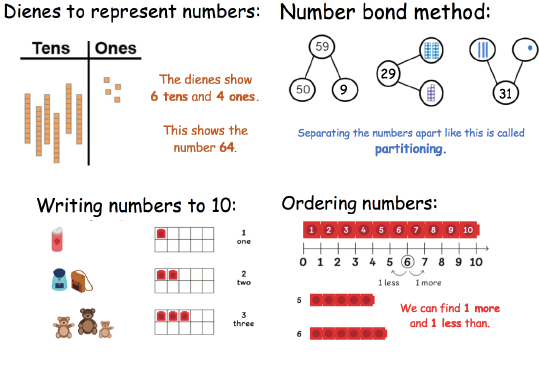 Dienes to represent numbers:
Tens
Ones
The dienes show
6 tens and 4 ones.
This shows the
number 64.
Number bond method:
59
50
9
29
31
Separating the numbers apart like this is called
partitioning.
Writing numbers to 10:
1
one
2
two
3
three
Ordering numbers:
1 2 3 4 5 6 7 8 9 10
0 1 2 3 4 5 6 7 8 9 10
1 less 1 more
5
6
We can find 1 more
and 1 less than.